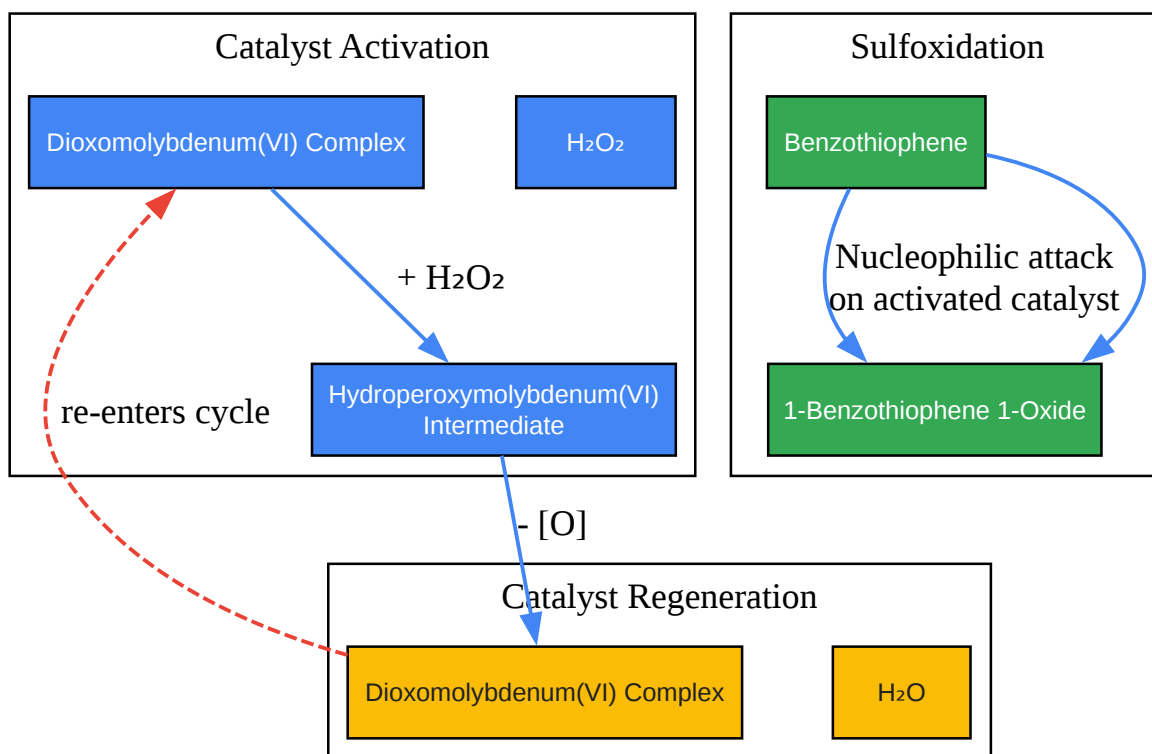 Catalyst Activation
Dioxomolybdenum(VI) Complex
H₂O₂
+ H₂O₂
Hydroperoxymolybdenum(VI)
Intermediate
re-enters cycle
Sulfoxidation
Benzothiophene
Nucleophilic attack
on activated catalyst
1-Benzothiophene 1-Oxide
- [O]
Catalyst Regeneration
Dioxomolybdenum(VI) Complex
H₂O